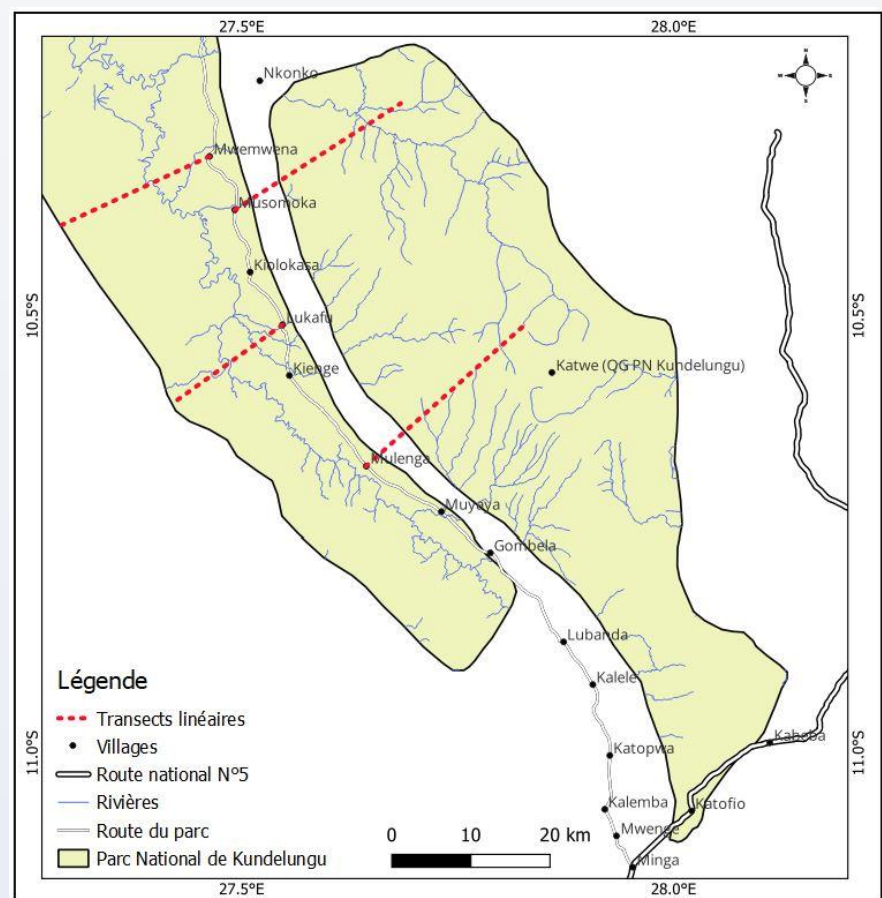 27.5°E
28.0°E
N
W
S
S
Nkonko
Mwemwena
Musomoka
Kiolokasa
10.5°S
10.5°S
Lukafu
Kienge
Katwe (QG PN Kundelungu)
Mulenga
Muyaya
Gombela
Lubanda
Kalele
Katopwa
Kaboba
Kalemba
Katofio
Mwenge
Minga
11.0°S
11.0°S
Légende
Transects linéaires
Villages
Route national N°5
Rivières
Route du parc
Parc National de Kundelungu
0 10 20 km
27.5°E
28.0°E